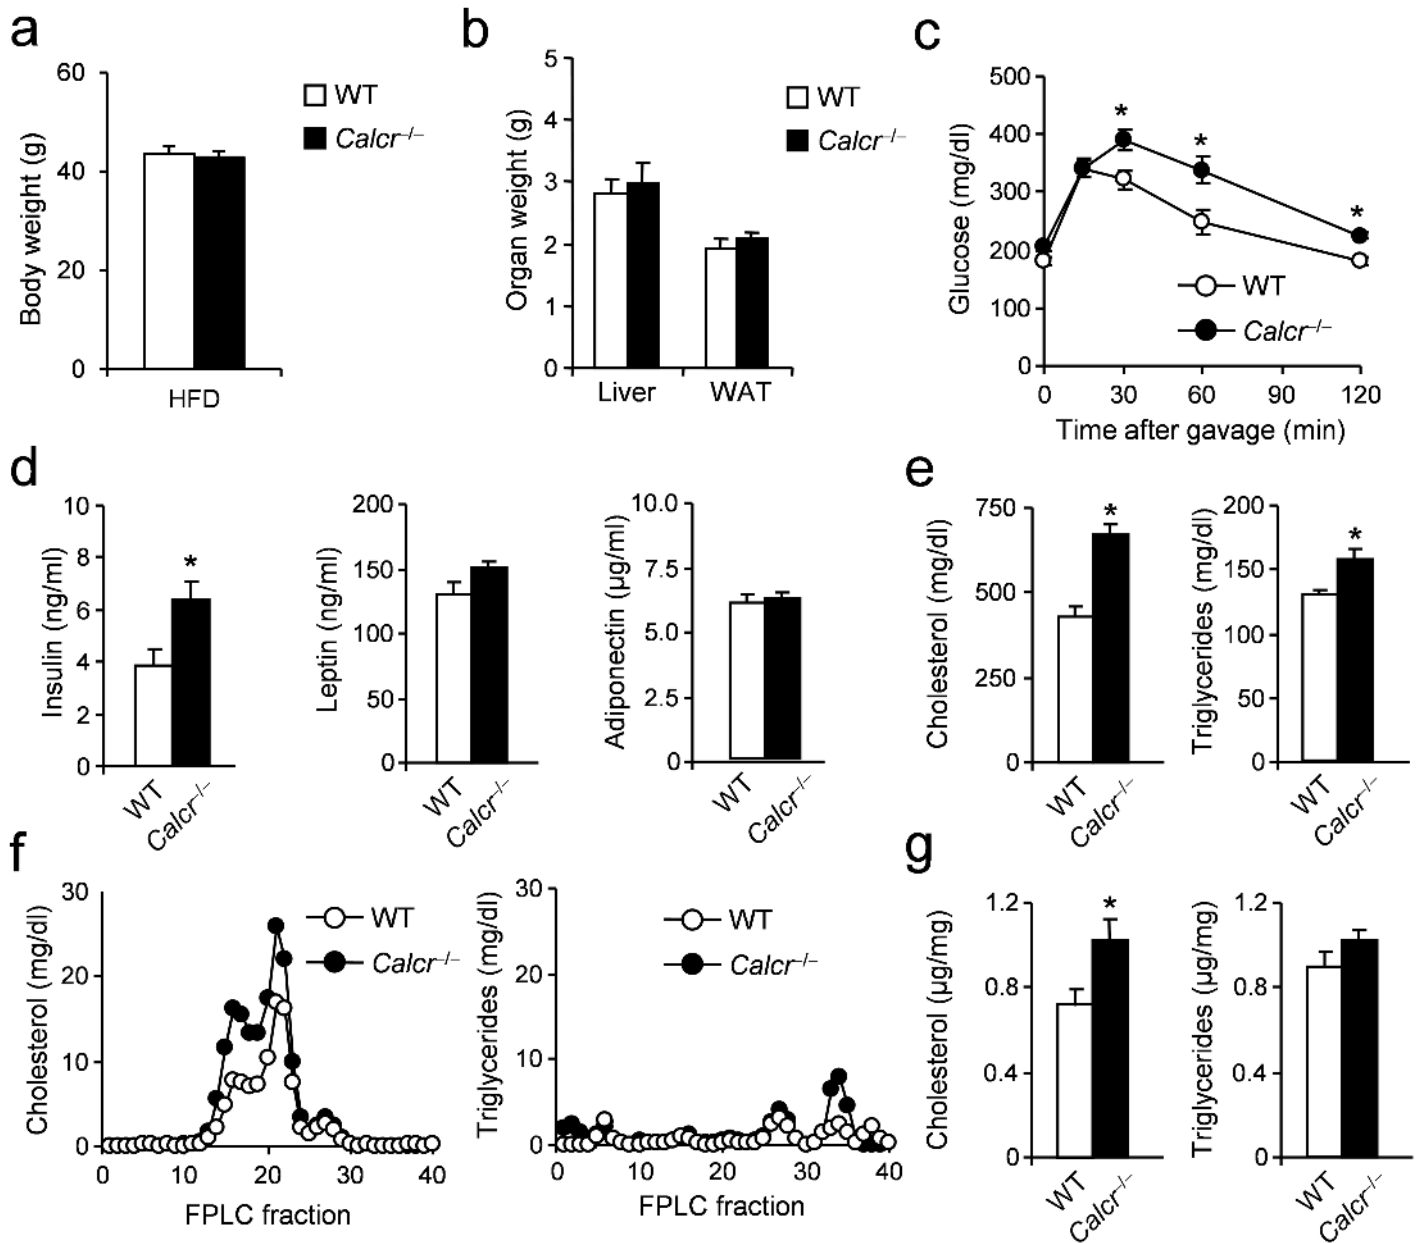 a
60
40
20
0
Body weight (g)
HFD
WT
Calcr–/–
b
5
4
3
2
1
0
Organ weight (g)
Liver WAT
WT
Calcr–/–
c
500
400
300
200
100
0
Glucose (mg/dl)
* * *
WT
Calcr–/–
0 30 60 90 120
Time after gavage (min)
d
10
8
6
4
2
0
Insulin (ng/ml)
*
WT Calcr–/–
200
150
100
50
0
Leptin (ng/ml)
WT Calcr–/–
10.0
7.5
5.0
2.5
0
Adiponectin (µg/ml)
WT Calcr–/–
e
750
500
250
0
Cholesterol (mg/dl)
*
WT Calcr–/–
200
150
100
50
0
Triglycerides (mg/dl)
*
WT Calcr–/–
f
30
20
10
0
Cholesterol (mg/dl)
WT
Calcr–/–
0 10 20 30 40
FPLC fraction
30
20
10
0
Triglycerides (mg/dl)
WT
Calcr–/–
0 10 20 30 40
FPLC fraction
g
1.2
0.8
0.4
0
Cholesterol (µg/mg)
*
WT Calcr–/–
1.2
0.8
0.4
0
Triglycerides (µg/mg)
WT Calcr–/–